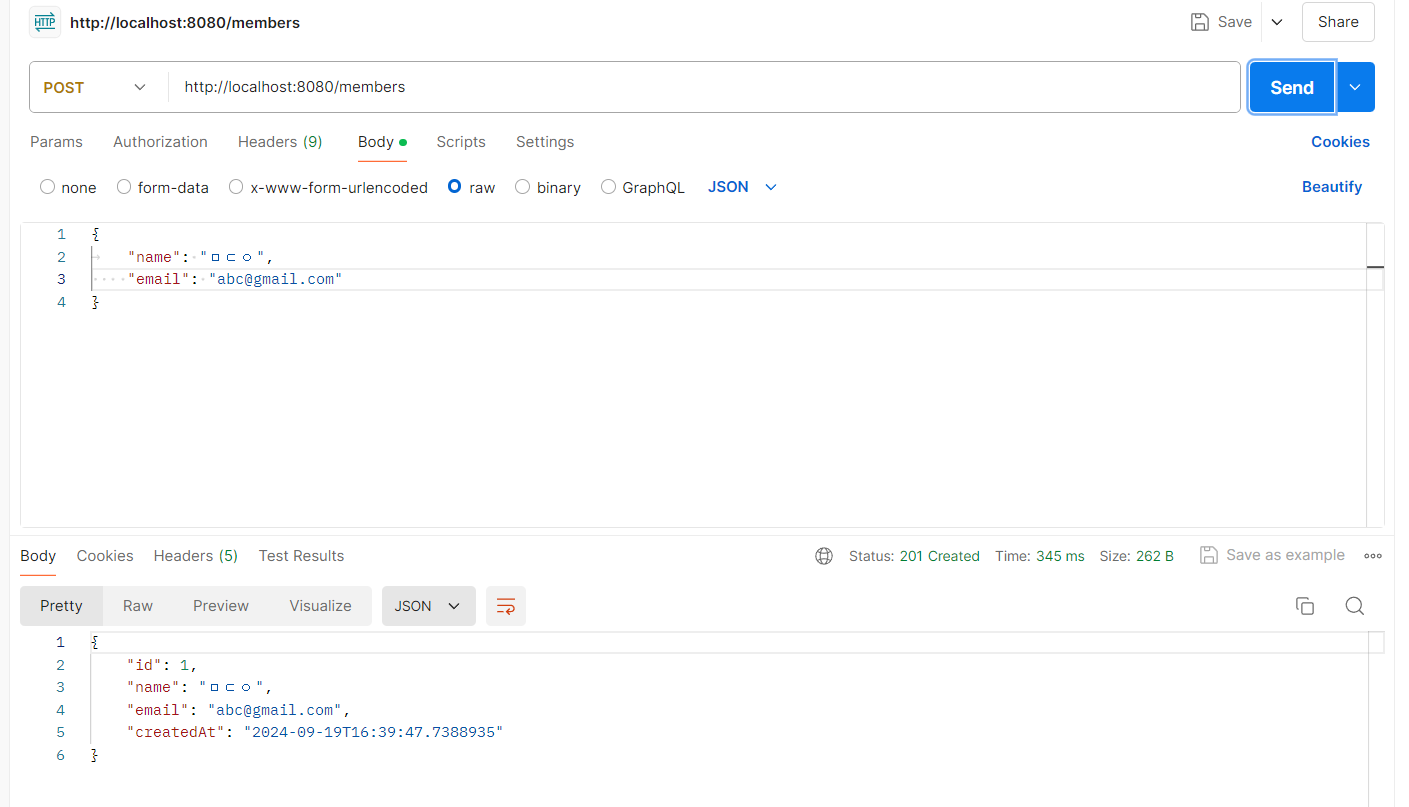 HTTP http://localhost:8080/members Save Share
POST http://localhost:8080/members Send
Params Authorization Headers (9) Body Scripts Settings Cookies
none form-data x-www-form-urlencoded raw binary GraphQL JSON Beautify
1 {
2 "name": "ㅁㄷㅇ",
3 "email": "abc@gmail.com"
4 }
Body Cookies Headers (5) Test Results Status: 201 Created Time: 345 ms Size: 262 B Save as example
Pretty Raw Preview Visualize JSON
1 {
2 "id": 1,
3 "name": "ㅁㄷㅇ",
4 "email": "abc@gmail.com",
5 "createdAt": "2024-09-19T16:39:47.7388935"
6 }